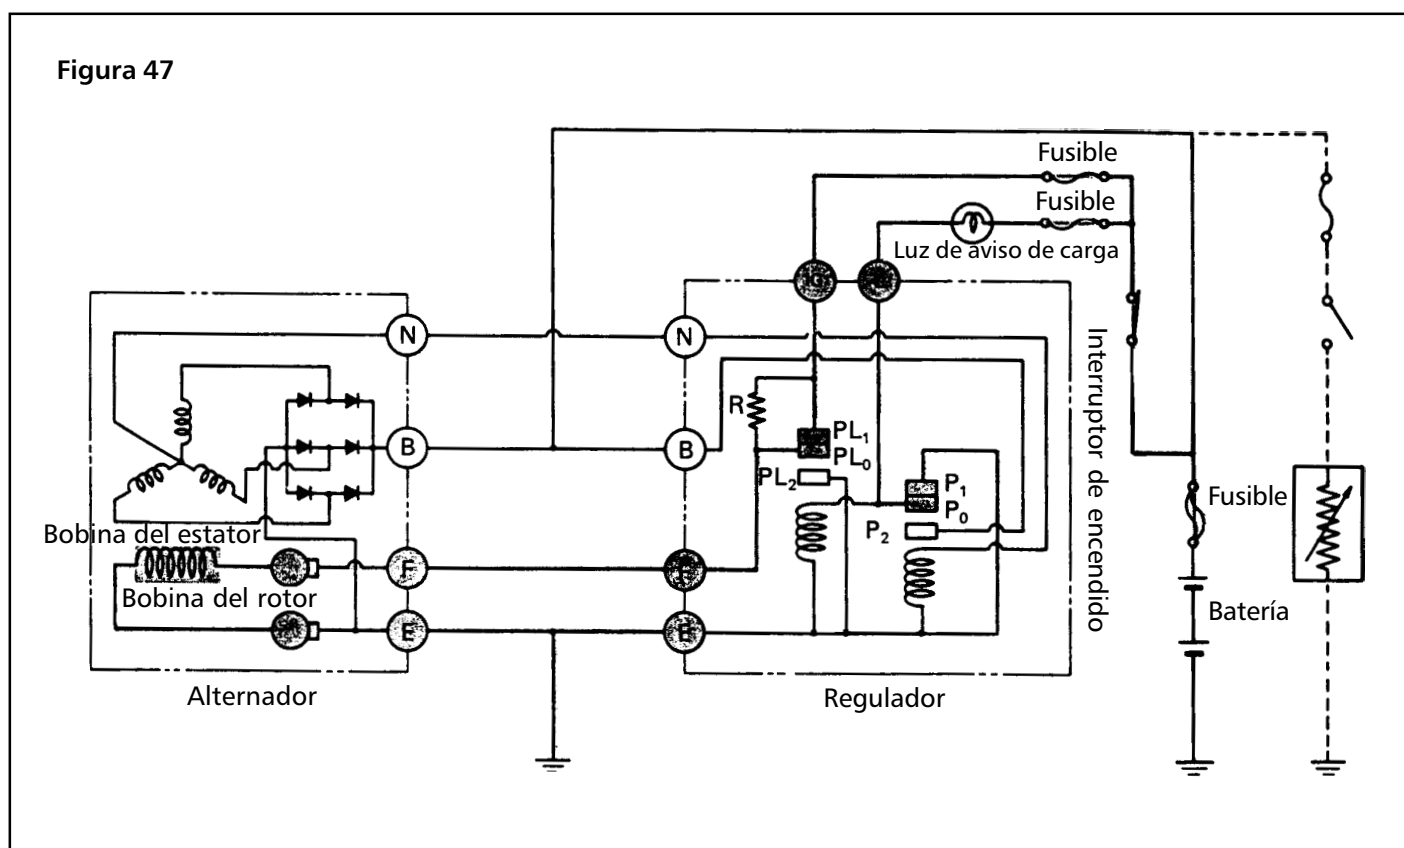 Figura 47
Fusible
Fusible
Luz de aviso de carga
IG
N
N
R
PL1
PL0
B
B
PL2
P1
P0
P2
Fusible
Interruptor de encendido
Bobina del estator
F
F
Bobina del rotor
Batería
E
E
Alternador
Regulador